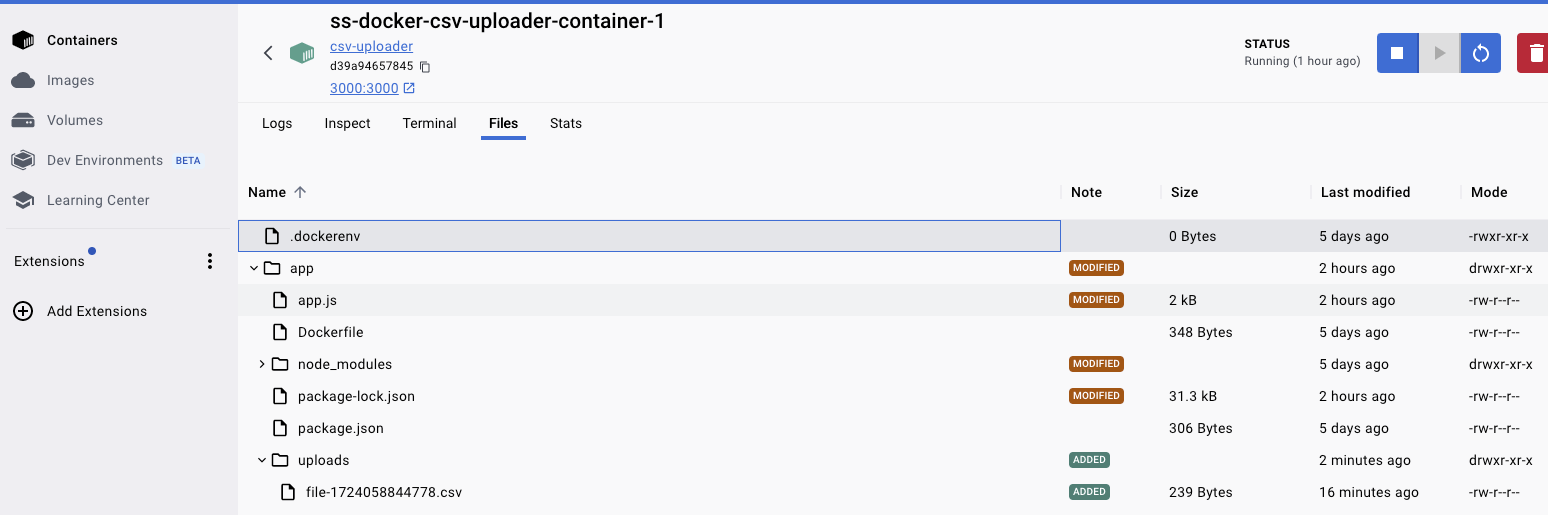 ss-docker-csv-uploader-container-1
Containers
csv-uploader
STATUS
Running (1 hour ago)
d39a94657845
3000:3000
Images
Volumes
Dev Environments BETA
Learning Center
Extensions
Add Extensions
Logs Inspect Terminal Files Stats
Name Note Size Last modified Mode
.dockerenv 0 Bytes 5 days ago -rwxr-xr-x
app MODIFIED 2 hours ago drwxr-xr-x
app.js MODIFIED 2 kB 2 hours ago -rw-r--r--
Dockerfile 348 Bytes 5 days ago -rw-r--r--
node_modules MODIFIED 5 days ago drwxr-xr-x
package-lock.json MODIFIED 31.3 kB 2 hours ago -rw-r--r--
package.json 306 Bytes 5 days ago -rw-r--r--
uploads ADDED 2 minutes ago drwxr-xr-x
file-1724058844778.csv ADDED 239 Bytes 16 minutes ago -rw-r--r--